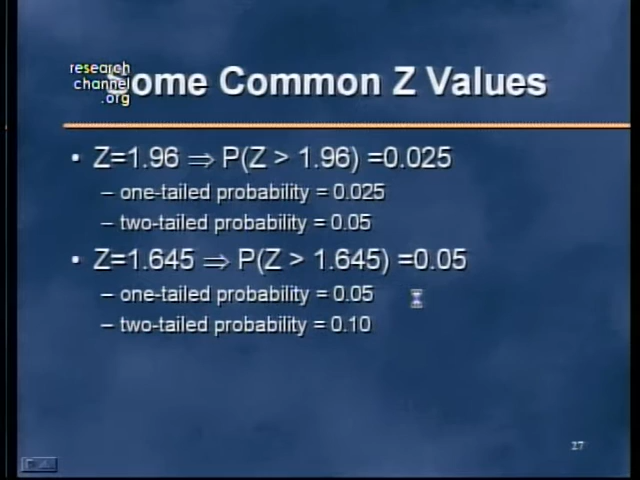 research
channel
.org
Some Common Z Values
• Z=1.96 ⇒ P(Z > 1.96) =0.025
– one-tailed probability = 0.025
– two-tailed probability = 0.05
• Z=1.645 ⇒ P(Z > 1.645) =0.05
– one-tailed probability = 0.05
– two-tailed probability = 0.10
27